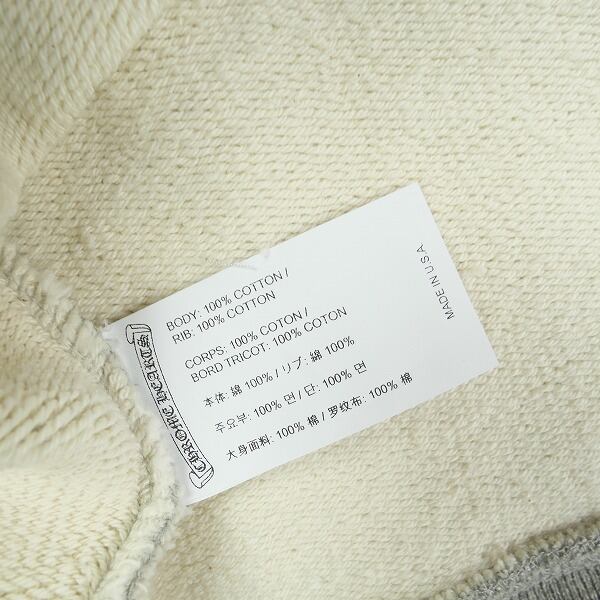 CHROME HEARTS
BODY: 100% COTTON /
RIB: 100% COTTON
CORPS: 100% COTON /
BORD TRICOT: 100% COTON
本体: 綿 100% / リブ: 綿 100%
주요부: 100% 면 / 단: 100% 면
大身面料: 100% 棉 / 罗纹布: 100% 棉
MADE IN U.S.A.